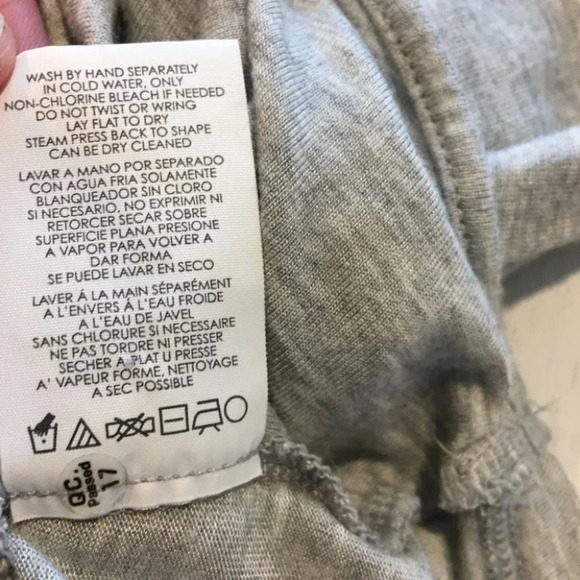 WASH BY HAND SEPARATELY
IN COLD WATER, ONLY
NON-CHLORINE BLEACH IF NEEDED
DO NOT TWIST OR WRING
LAY FLAT TO DRY
STEAM PRESS BACK TO SHAPE
CAN BE DRY CLEANED
LAVAR A MANO POR SEPARADO
CON AGUA FRIA SOLAMENTE
BLANQUEADOR SIN CLORO
SI NECESARIO, NO EXPRIMIR
RETORCER SECAR SOBRE
SUPERFICIE PLANA PRESIONE
A VAPOR PARA VOLVER A
DAR FORMA
SE PUEDE LAVAR EN SECO
LAVER Á LA MAIN SÉPARÉMENT
A L'ENVERS Á L'EAU FROIDE
A L'EAU DE JAVEL
SANS CHLORURE SI NECESSAIRE
NE PAS TORDRE NI PRESSER
SECHER A PLAT U PRESSE
A' VAPEUR FORME, NETTOYAGE
A SEC POSSIBLE
QC.
Passed
17